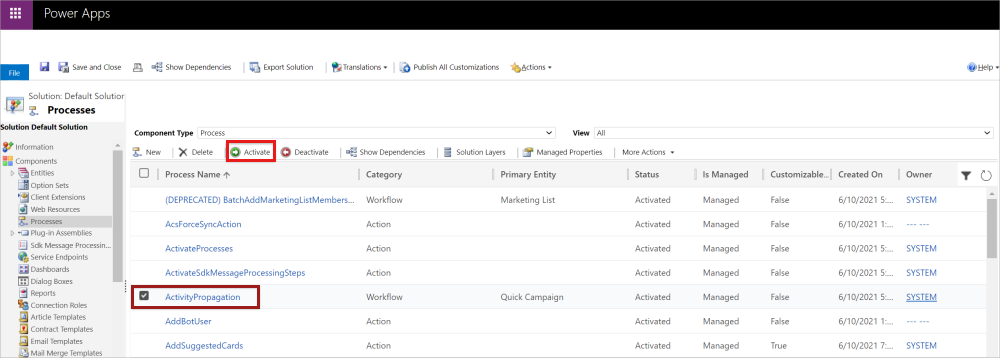 Power Apps
File
Save and Close
Show Dependencies
Export Solution
Translations
Publish All Customizations
Actions
Help
Solution: Default Solution
Processes
Solution Default Solution
Information
Components
Entities
Option Sets
Client Extensions
Web Resources
Processes
Plug-in Assemblies
Sdk Message Processin...
Service Endpoints
Dashboards
Dialog Boxes
Reports
Connection Roles
Article Templates
Contract Templates
Email Templates
Mail Merge Templates
Component Type Process View All
New Delete Activate Deactivate Show Dependencies Solution Layers Managed Properties More Actions
Process Name Category Primary Entity Status Is Managed Customizable... Created On Owner
(DEPRECATED) BatchAddMarketingListMembers... Workflow Marketing List Activated Managed False 6/10/2021 5:... SYSTEM
AcsForceSyncAction Action Activated Managed False 6/10/2021 1:... --- ---
ActivateProcesses Action Activated Managed False 6/10/2021 5:... SYSTEM
ActivateSdkMessageProcessingSteps Action Activated Managed False 6/10/2021 5:... SYSTEM
ActivityPropagation Workflow Quick Campaign Activated Managed False 6/10/2021 5:... SYSTEM
AddBotUser Action Activated Managed False 6/10/2021 1:... --- ---
AddSuggestedCards Action Activated Managed True 6/10/2021 7:... SYSTEM